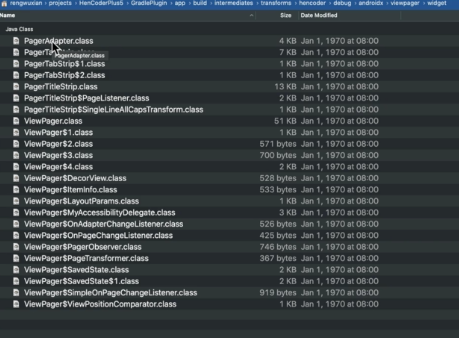 rengwuxian › projects › HenCoderPlus5 › GradlePlugin › app › build › intermediates › transforms › hencoder › debug › androidx › viewpager › widget
Name Size Date Modified
Java Class
PagerAdapter.class 4 KB Jan 1, 1970 at 08:00
7 KB Jan 1, 1970 at 08:00
PagerAdapter.class
PagerTabStrip$1.class 1 KB Jan 1, 1970 at 08:00
PagerTabStrip$2.class 1 KB Jan 1, 1970 at 08:00
PagerTitleStrip.class 13 KB Jan 1, 1970 at 08:00
PagerTitleStrip$PageListener.class 2 KB Jan 1, 1970 at 08:00
PagerTitleStrip$SingleLineAllCapsTransform.class 1 KB Jan 1, 1970 at 08:00
ViewPager.class 51 KB Jan 1, 1970 at 08:00
ViewPager$1.class 1 KB Jan 1, 1970 at 08:00
ViewPager$2.class 571 bytes Jan 1, 1970 at 08:00
ViewPager$3.class 700 bytes Jan 1, 1970 at 08:00
ViewPager$4.class 2 KB Jan 1, 1970 at 08:00
ViewPager$DecorView.class 528 bytes Jan 1, 1970 at 08:00
ViewPager$ItemInfo.class 533 bytes Jan 1, 1970 at 08:00
ViewPager$LayoutParams.class 1 KB Jan 1, 1970 at 08:00
ViewPager$MyAccessibilityDelegate.class 3 KB Jan 1, 1970 at 08:00
ViewPager$OnAdapterChangeListener.class 526 bytes Jan 1, 1970 at 08:00
ViewPager$OnPageChangeListener.class 425 bytes Jan 1, 1970 at 08:00
ViewPager$PagerObserver.class 746 bytes Jan 1, 1970 at 08:00
ViewPager$PageTransformer.class 367 bytes Jan 1, 1970 at 08:00
ViewPager$SavedState.class 2 KB Jan 1, 1970 at 08:00
ViewPager$SavedState$1.class 2 KB Jan 1, 1970 at 08:00
ViewPager$SimpleOnPageChangeListener.class 919 bytes Jan 1, 1970 at 08:00
ViewPager$ViewPositionComparator.class 1 KB Jan 1, 1970 at 08:00